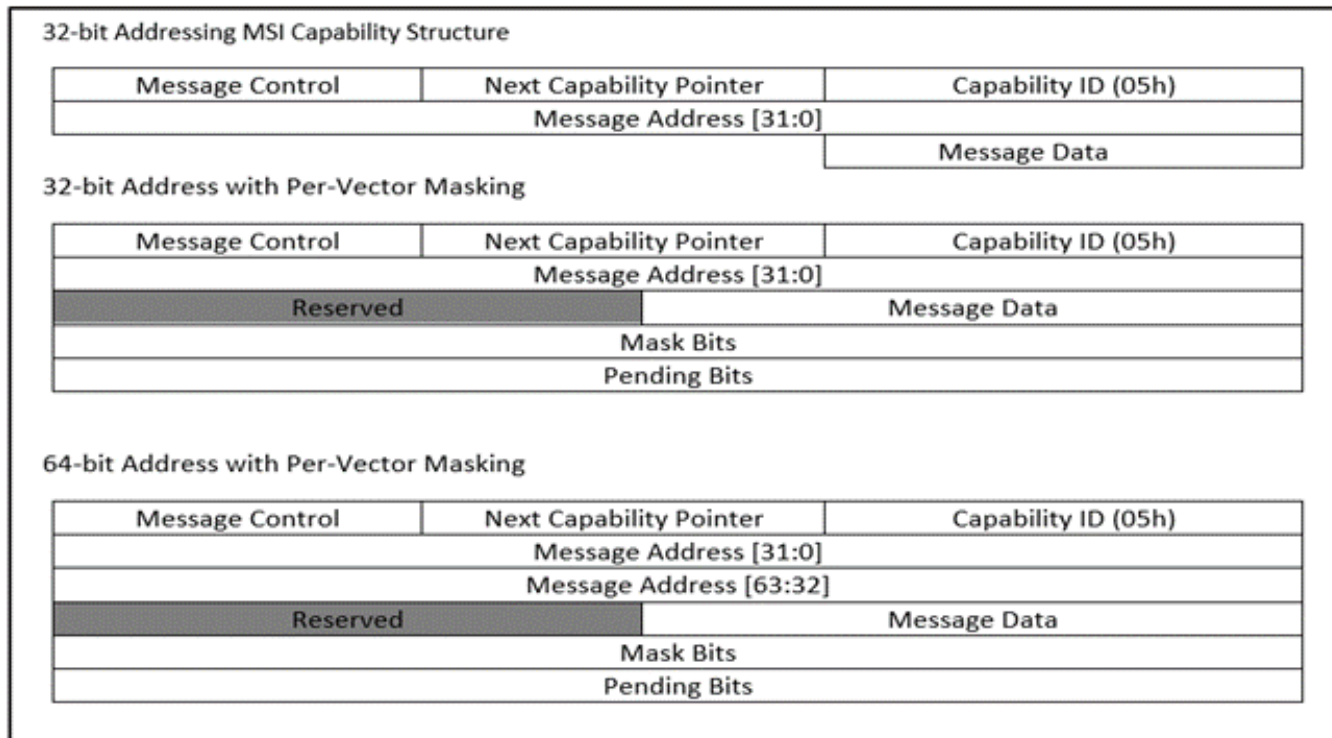 32-bit Addressing MSI Capability Structure
Message Control Next Capability Pointer Capability ID (05h)
Message Address [31:0]
Message Data
32-bit Address with Per-Vector Masking
Message Control Next Capability Pointer Capability ID (05h)
Message Address [31:0]
Reserved Message Data
Mask Bits
Pending Bits
64-bit Address with Per-Vector Masking
Message Control Next Capability Pointer Capability ID (05h)
Message Address [31:0]
Message Address [63:32]
Reserved Message Data
Mask Bits
Pending Bits